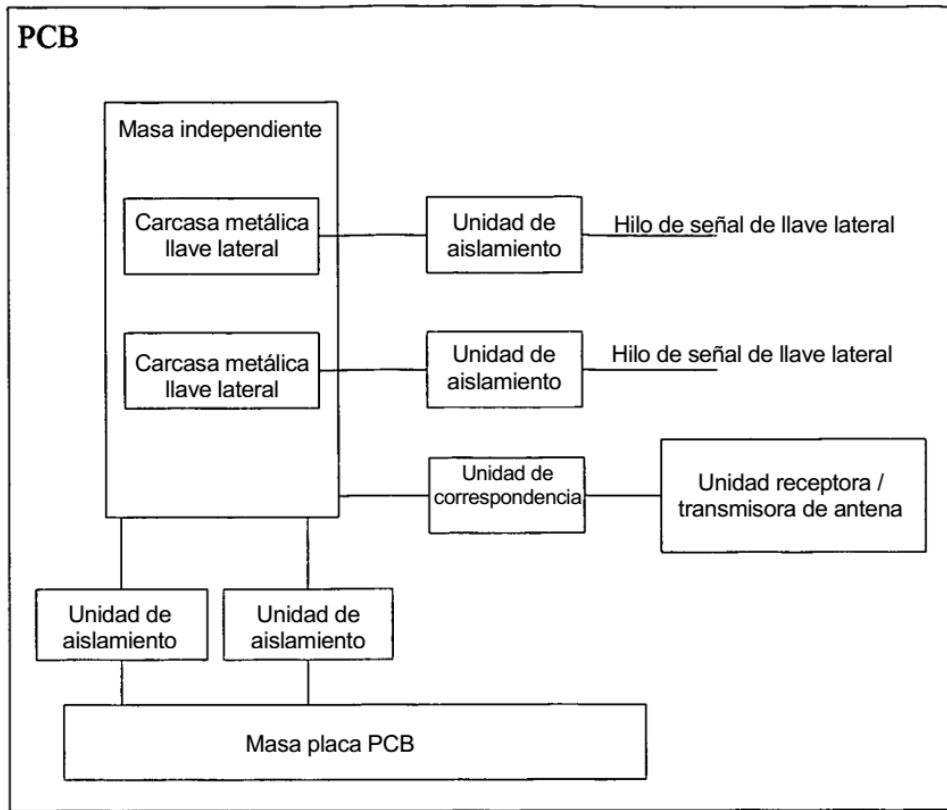 PCB
Masa independiente
Carcasa metálica
llave lateral
Unidad de
aislamiento
Hilo de señal de llave lateral
Carcasa metálica
llave lateral
Unidad de
aislamiento
Hilo de señal de llave lateral
Unidad de
correspondencia
Unidad receptora /
transmisora de antena
Unidad de
aislamiento
Unidad de
aislamiento
Masa placa PCB